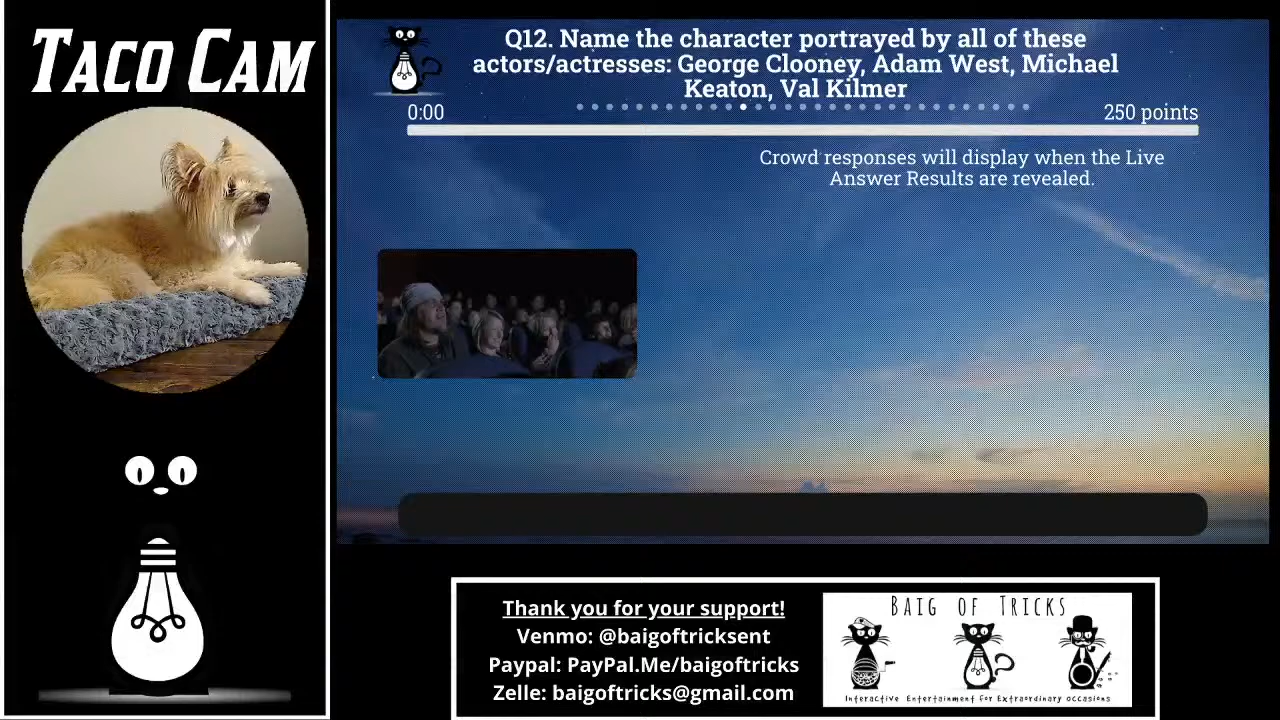 TACO CAM
Q12. Name the character portrayed by all of these
actors/actresses: George Clooney, Adam West, Michael
Keaton, Val Kilmer
0:00
250 points
Crowd responses will display when the Live
Answer Results are revealed.
Thank you for your support!
Venmo: @baigoftricksent
Paypal: PayPal.Me/baigoftricks
Zelle: baigoftricks@gmail.com
BAIG OF TRICKS
Interactive Entertainment for Extraordinary occasions